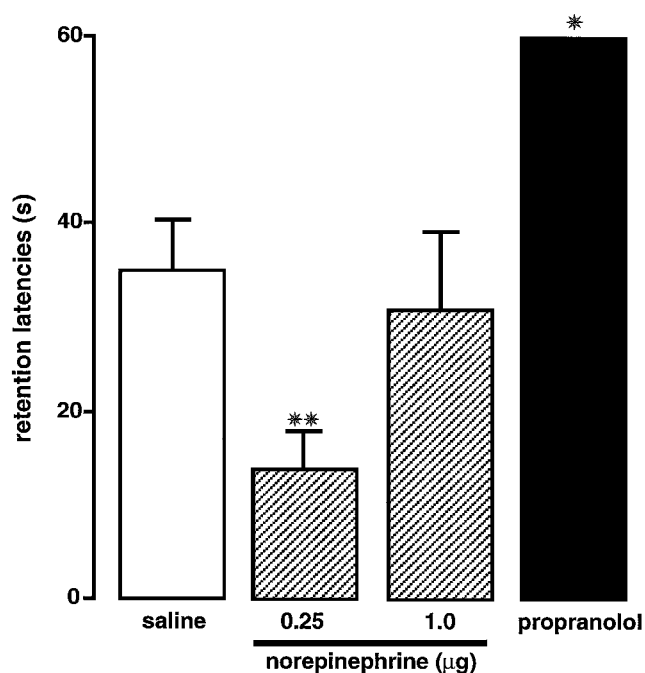 60
*
retention latencies (s)
40
20
**
0
saline
0.25
1.0
propranolol
norepinephrine (μg)